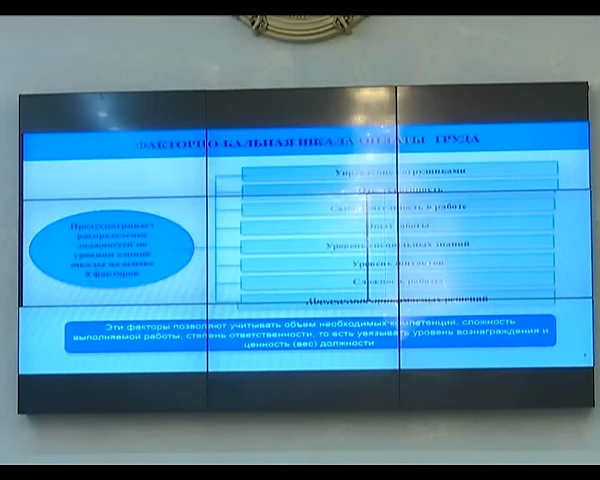 ФАКТОРНО-БАЛЬНАЯ ШКАЛА ОПЛАТЫ ТРУДА
Управление сотрудниками
Ответственность
Самостоятельность в работе
Опыт работы
Уровень специальных знаний
Уровень контактов
Сложность работы
решений
Предусматривает
распределение
должностей по
уровням единой
шкалы на основе
8 факторов
Эти факторы позволяют учитывать объем необходимых компетенций, сложность
выполняемой работы, степень ответственности, то есть увязывать уровень вознаграждения и
ценность (вес) должности